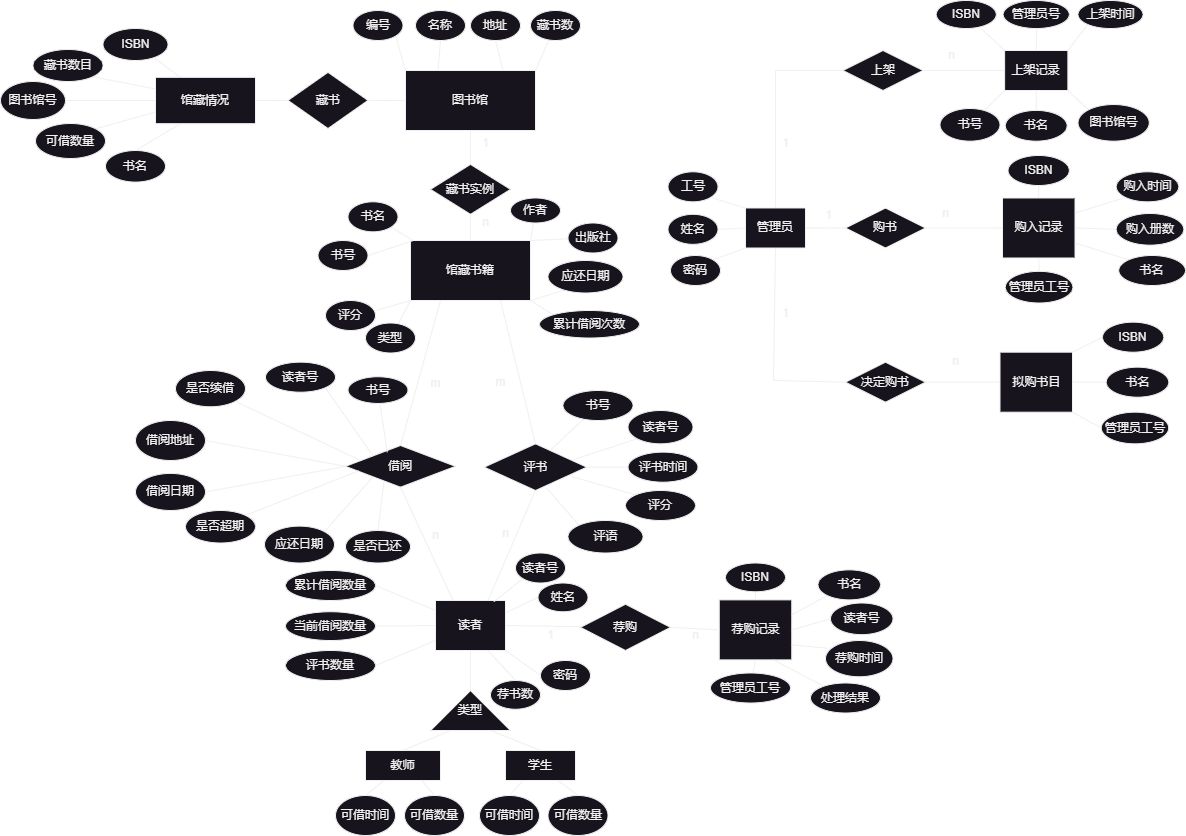 编号
名称
地址
藏书数
ISBN
藏书数目
图书馆号
可借数量
书名
馆藏情况
藏书
图书馆
1
藏书实例
n
书名
作者
书号
出版社
馆藏书籍
应还日期
评分
类型
累计借阅次数
m
m
是否续借
读者号
书号
借阅地址
借阅
借阅日期
是否超期
应还日期
是否已还
n
书号
读者号
评书
评书时间
评分
评语
n
读者号
姓名
累计借阅数量
当前借阅数量
读者
评书数量
密码
荐书数
1
荐购
n
ISBN
书名
读者号
荐购记录
荐购时间
管理员工号
处理结果
类型
教师
学生
可借时间
可借数量
可借时间
可借数量
ISBN
管理员号
上架时间
上架
n
上架记录
书号
书名
图书馆号
1
工号
姓名
密码
管理员
1
购书
n
ISBN
购入时间
购入记录
购入册数
书名
管理员工号
1
决定购书
n
ISBN
拟购书目
书名
管理员工号